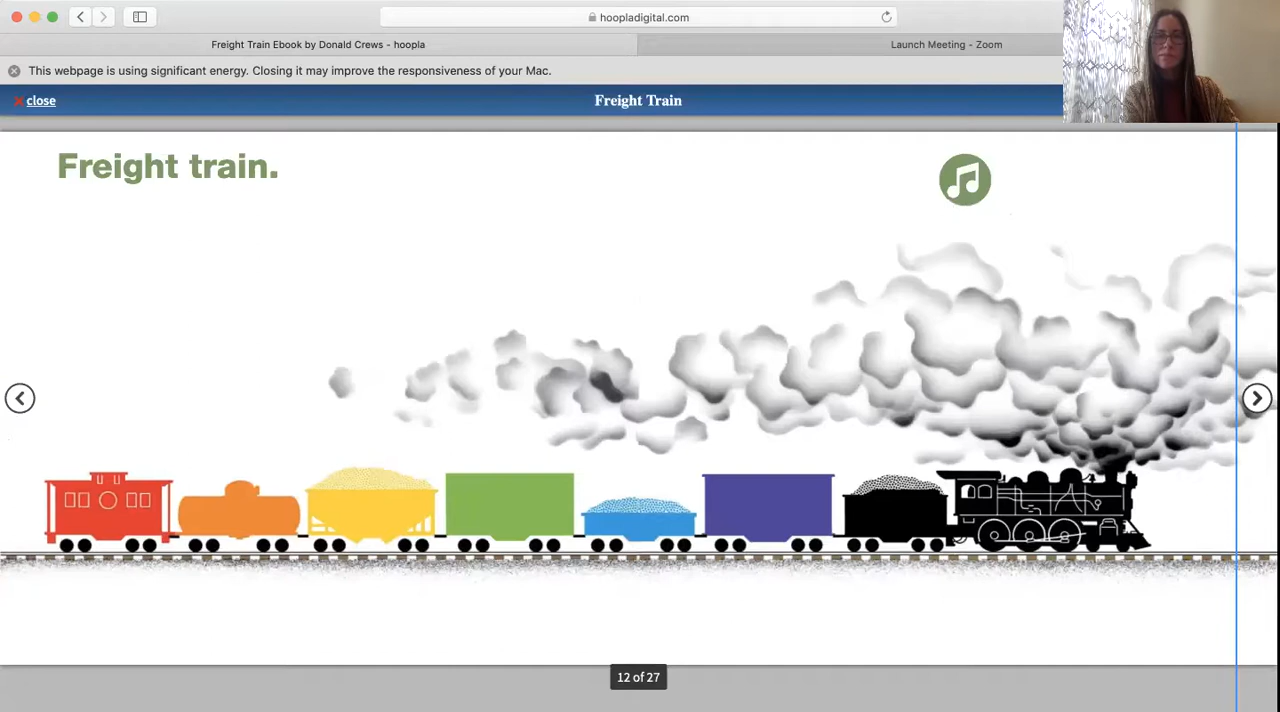 hoopladigital.com
Freight Train Ebook by Donald Crews - hoopla
Launch Meeting - Zoom
This webpage is using significant energy. Closing it may improve the responsiveness of your Mac.
close
Freight Train
Freight train.
12 of 27